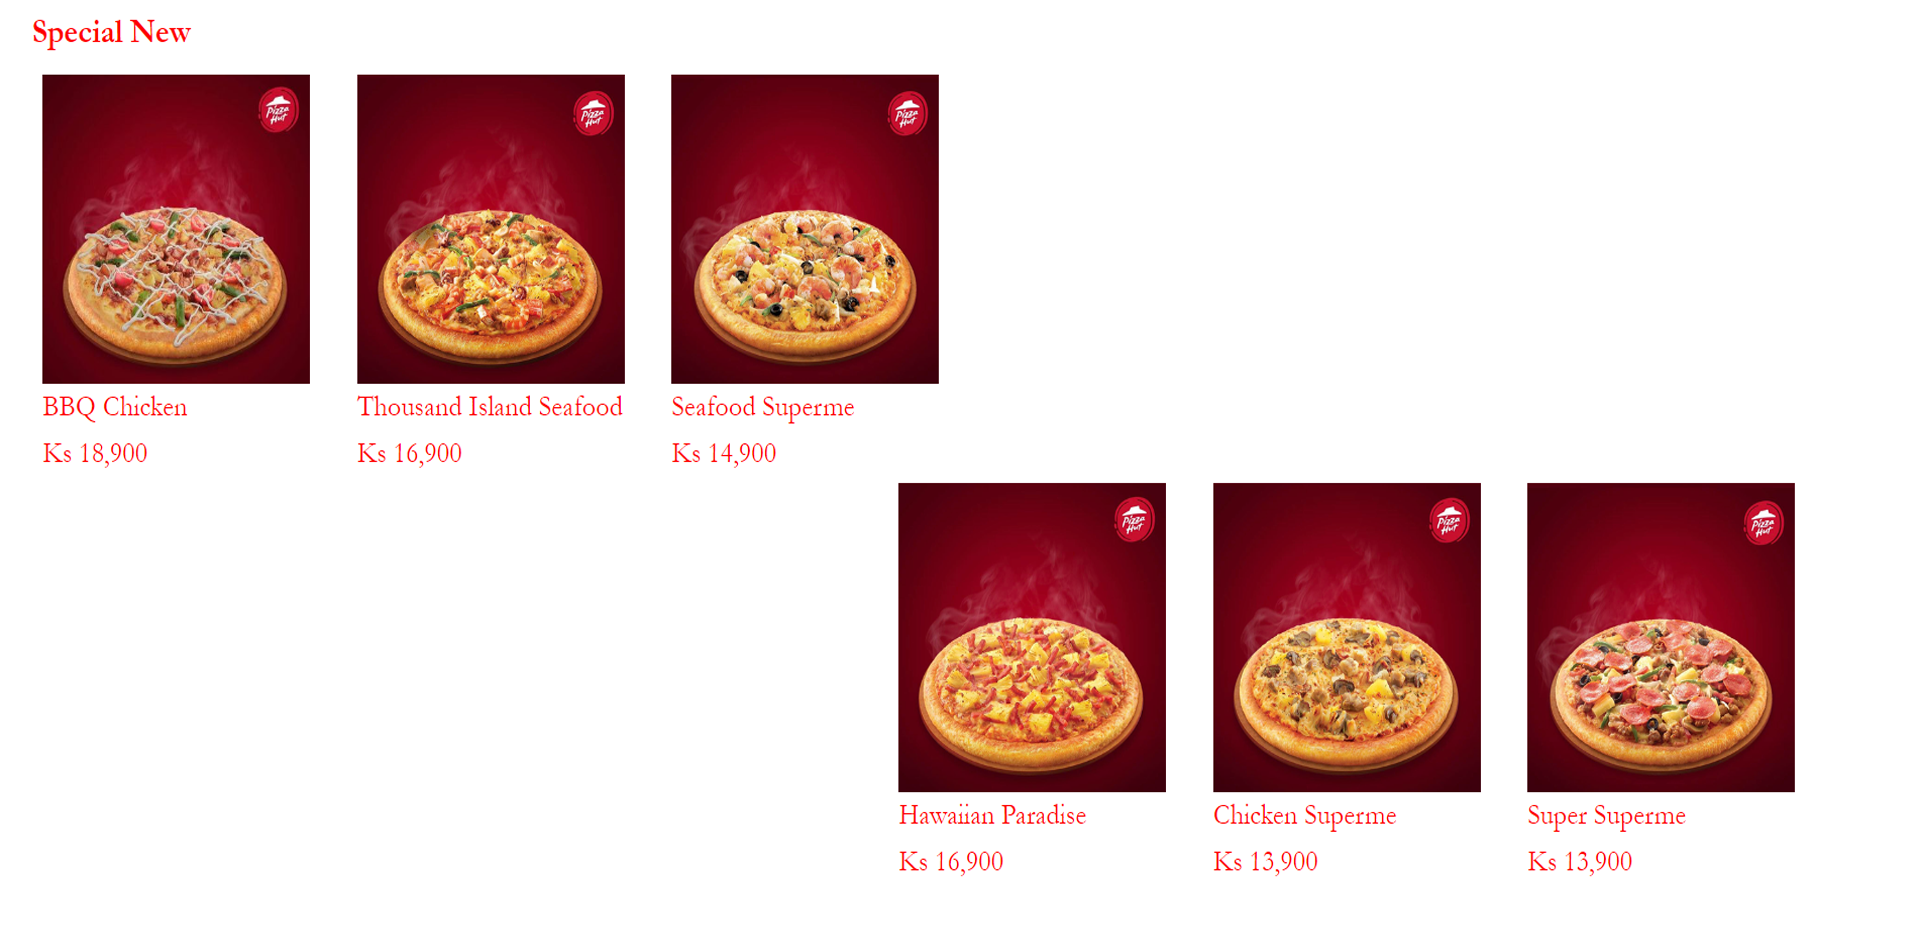 Special New
Pizza Hut
Pizza Hut
Pizza Hut
BBQ Chicken
Thousand Island Seafood
Seafood Superme
Ks 18,900
Ks 16,900
Ks 14,900
Pizza Hut
Pizza Hut
Pizza Hut
Hawaiian Paradise
Chicken Superme
Super Superme
Ks 16,900
Ks 13,900
Ks 13,900